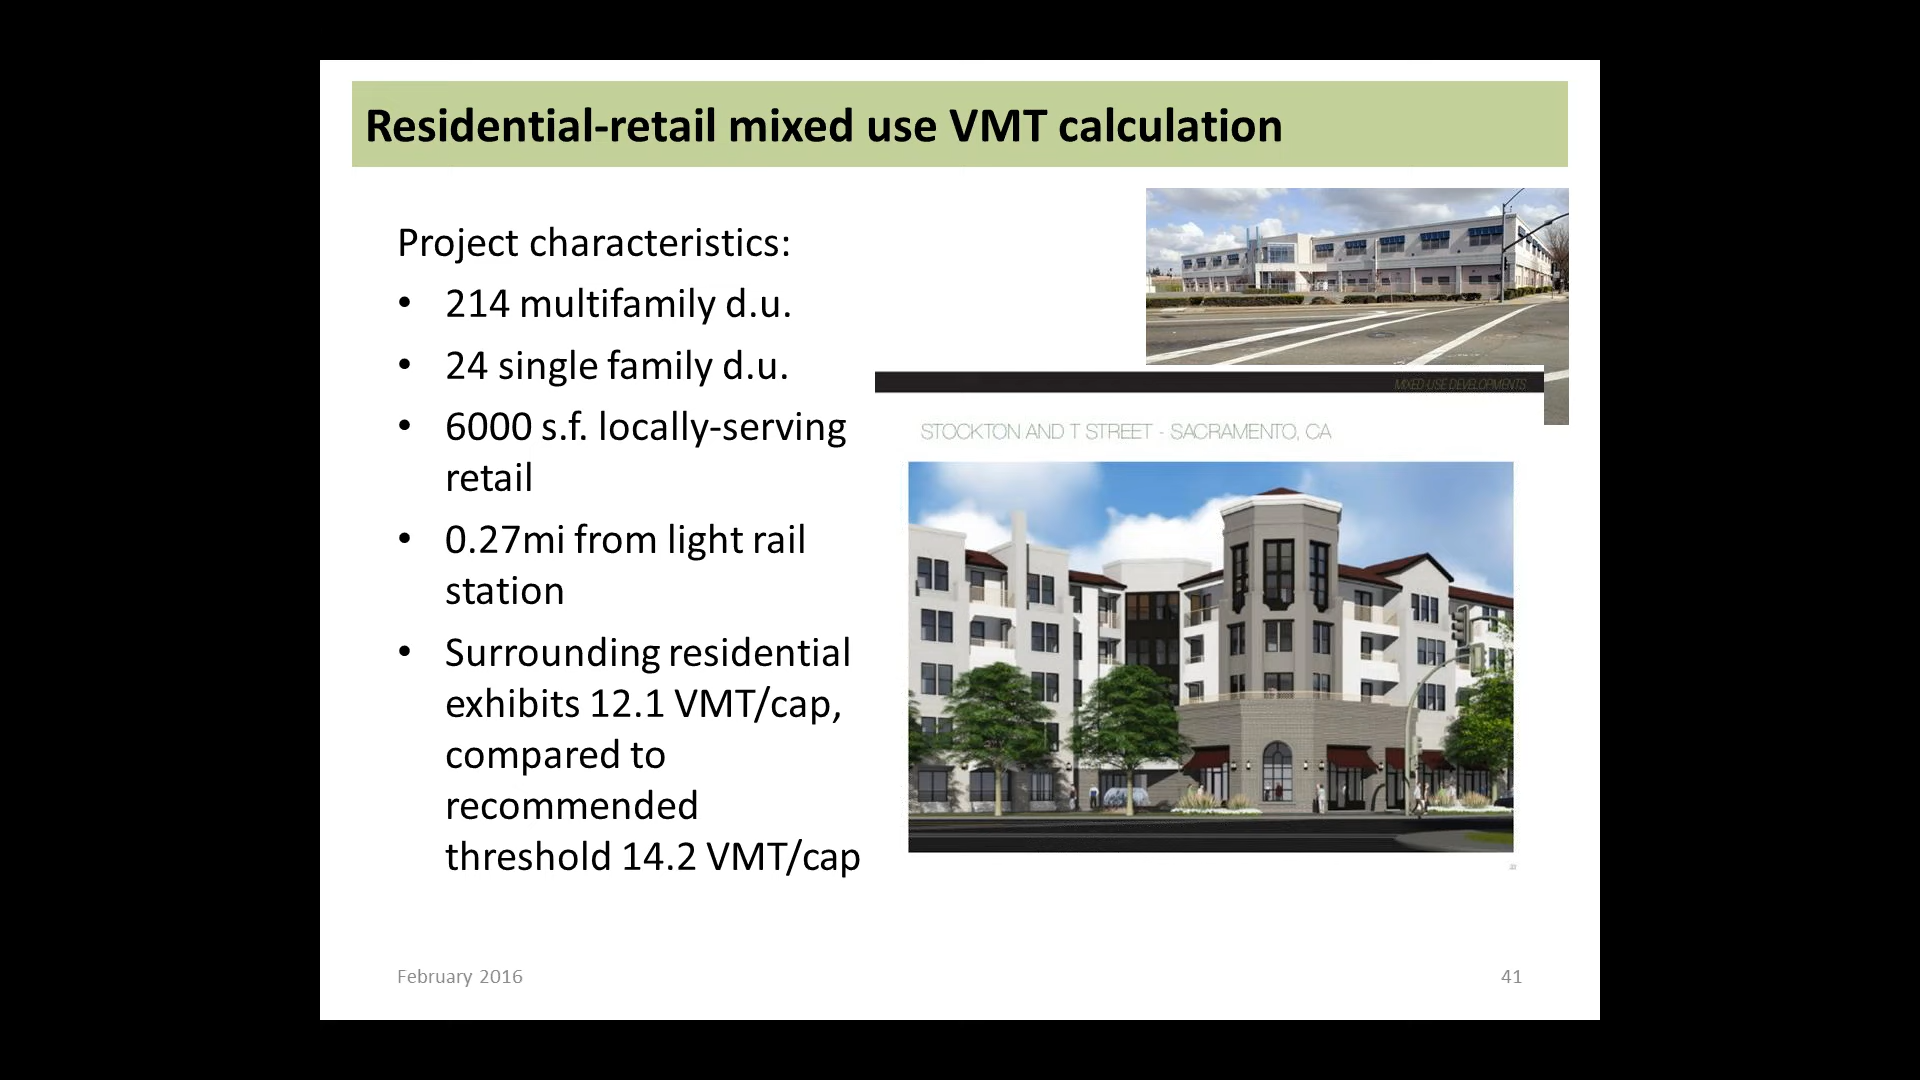 Residential-retail mixed use VMT calculation
Project characteristics:
• 214 multifamily d.u.
• 24 single family d.u.
• 6000 s.f. locally-serving
retail
• 0.27mi from light rail
station
• Surrounding residential
exhibits 12.1 VMT/cap,
compared to
recommended
threshold 14.2 VMT/cap
MIXED-USE DEVELOPMENTS
STOCKTON AND T STREET - SACRAMENTO, CA
February 2016
41